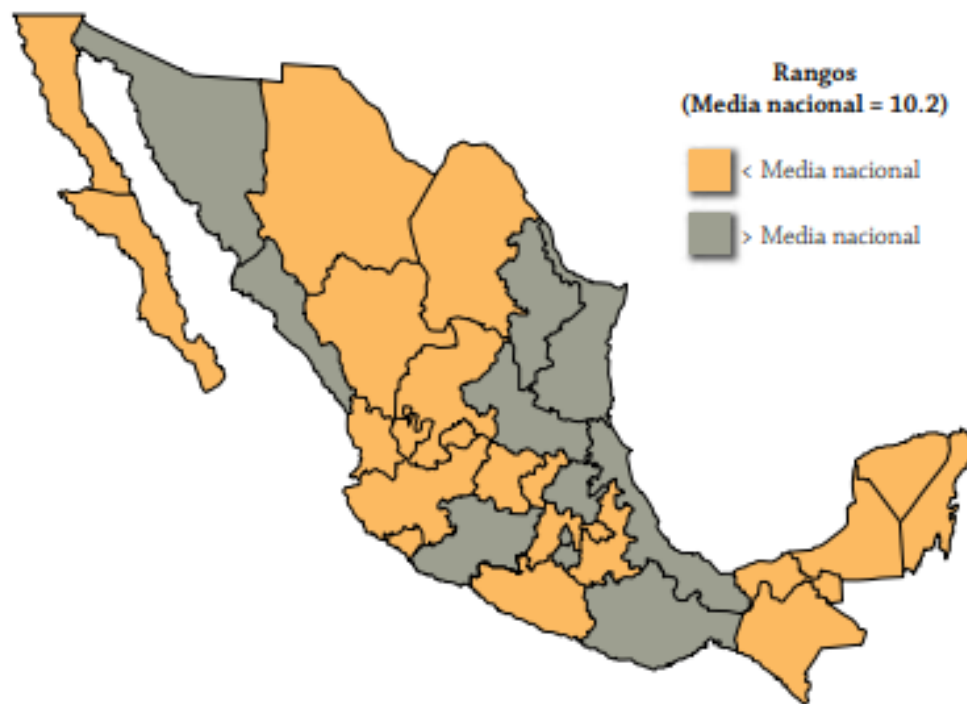 Rangos
(Media nacional = 10.2)
< Media nacional
> Media nacional